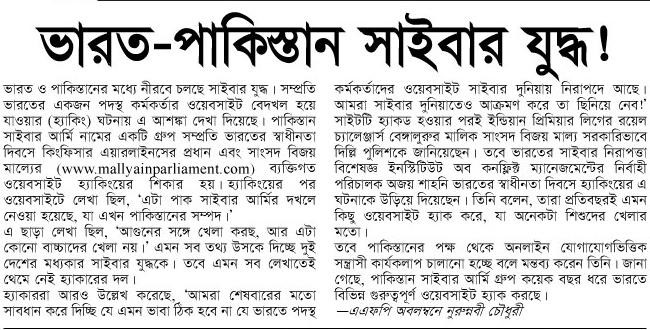 ভারত-পাকিস্তান সাইবার যুদ্ধ!
ভারত ও পাকিস্তানের মধ্যে নীরবে চলছে সাইবার যুদ্ধ। সম্প্রতি
ভারতের একজন পদস্থ কর্মকর্তার ওয়েবসাইট বেদখল হয়ে
যাওয়ার (হ্যাকিং) ঘটনায় এ আশঙ্কা দেখা দিয়েছে। পাকিস্তান
সাইবার আর্মি নামের একটি গ্রুপ সম্প্রতি ভারতের স্বাধীনতা
দিবসে কিংফিসার এয়ারলাইনসের প্রধান এবং সাংসদ বিজয়
মাল্যের (www.mallyainparliament.com) ব্যক্তিগত
ওয়েবসাইট হ্যাকিংয়ের শিকার হয়। হ্যাকিংয়ের পর
ওয়েবসাইটে লেখা ছিল, ‘এটা পাক সাইবার আর্মির দখলে
নেওয়া হয়েছে, যা এখন পাকিস্তানের সম্পদ।’
এ ছাড়া লেখা ছিল, ‘আগুনের সঙ্গে খেলা করছ, আর এটা
কোনো বাচ্চাদের খেলা নয়।’ এমন সব তথ্য উসকে দিচ্ছে দুই
দেশের মধ্যকার সাইবার যুদ্ধকে। তবে এমন সব লেখাতেই
থেমে নেই হ্যাকারের দল।
হ্যাকাররা আরও উল্লেখ করেছে, ‘আমরা শেষবারের মতো
সাবধান করে দিচ্ছি যে এমন ভাবা ঠিক হবে না যে ভারতে পদস্থ
কর্মকর্তাদের ওয়েবসাইট সাইবার দুনিয়ায় নিরাপদে আছে।
আমরা সাইবার দুনিয়াতেও আক্রমণ করে তা ছিনিয়ে নেব!’
সাইটটি হ্যাকড হওয়ার পরই ইন্ডিয়ান প্রিমিয়ার লিগের রয়েল
চ্যালেঞ্জার্স বেঙ্গালুরুর মালিক সাংসদ বিজয় মাল্য সরকারিভাবে
দিল্লি পুলিশকে জানিয়েছেন। তবে ভারতের সাইবার নিরাপত্তা
বিশেষজ্ঞ ইনস্টিটিউট অব কনফ্লিক্ট ম্যানেজমেন্টের নির্বাহী
পরিচালক অজয় শাহনি ভারতের স্বাধীনতা দিবসে হ্যাকিংয়ের এ
ঘটনাকে উড়িয়ে দিয়েছেন। তিনি বলেন, তারা প্রতিবছরই এমন
কিছু ওয়েবসাইট হ্যাক করে, যা অনেকটা শিশুদের খেলার
মতো।
তবে পাকিস্তানের পক্ষ থেকে অনলাইন যোগাযোগভিত্তিক
সন্ত্রাসী কার্যকলাপ চালানো হচ্ছে বলে মন্তব্য করেন তিনি। জানা
গেছে, পাকিস্তান সাইবার আর্মি গ্রুপ কয়েক বছর ধরে ভারতে
বিভিন্ন গুরুত্বপূর্ণ ওয়েবসাইট হ্যাক করছে।
—এএফপি অবলম্বনে নুরুন্নবী চৌধুরী